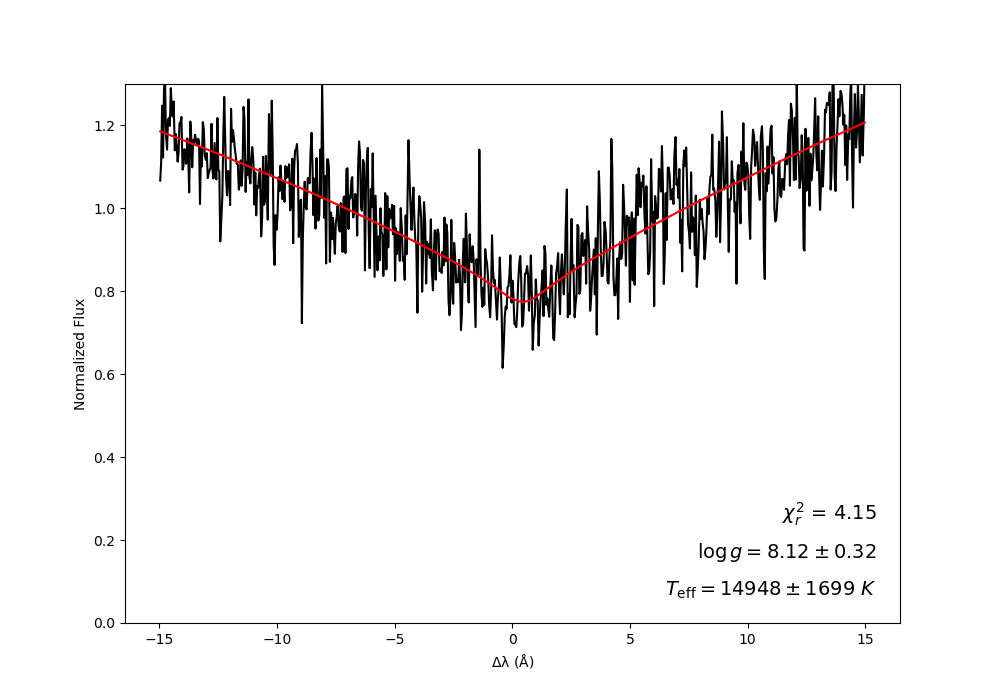 1.2
1.0
0.8
0.6
0.4
0.2
0.0
Normalized Flux
χ²ᵣ = 4.15
log g = 8.12 ± 0.32
T_eff = 14948 ± 1699 K
−15 −10 −5 0 5 10 15
Δλ (Å)